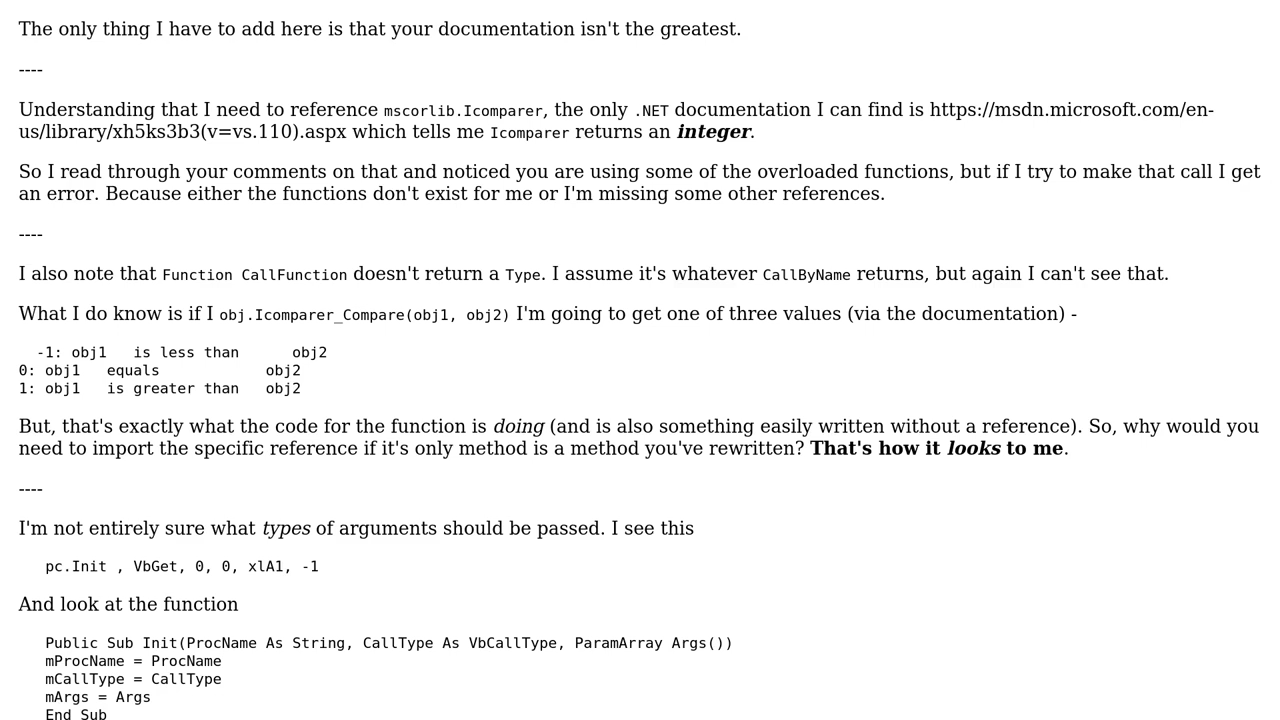 The only thing I have to add here is that your documentation isn't the greatest.
----
Understanding that I need to reference mscorlib.Icomparer, the only .NET documentation I can find is https://msdn.microsoft.com/en-
us/library/xh5ks3b3(v=vs.110).aspx which tells me Icomparer returns an integer.
So I read through your comments on that and noticed you are using some of the overloaded functions, but if I try to make that call I get
an error. Because either the functions don't exist for me or I'm missing some other references.
----
I also note that Function CallFunction doesn't return a Type. I assume it's whatever CallByName returns, but again I can't see that.
What I do know is if I obj.Icomparer_Compare(obj1, obj2) I'm going to get one of three values (via the documentation) -
  -1: obj1   is less than      obj2
0: obj1   equals            obj2
1: obj1   is greater than   obj2
But, that's exactly what the code for the function is doing (and is also something easily written without a reference). So, why would you
need to import the specific reference if it's only method is a method you've rewritten? That's how it looks to me.
----
I'm not entirely sure what types of arguments should be passed. I see this
   pc.Init , VbGet, 0, 0, xlA1, -1
And look at the function
   Public Sub Init(ProcName As String, CallType As VbCallType, ParamArray Args())
   mProcName = ProcName
   mCallType = CallType
   mArgs = Args
   End Sub